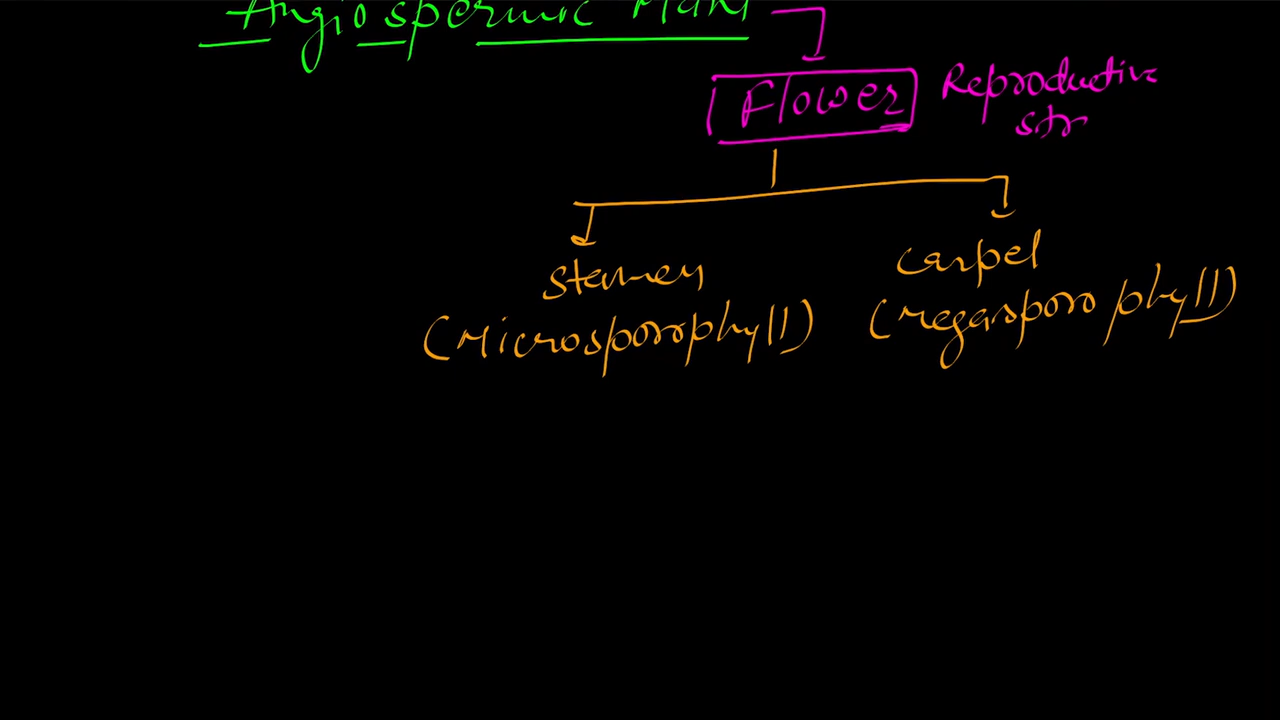 Angiospermic Plant
Flower
Reproductive
str
Stamen
Carpel
(Microsporophyll)
(megasporophyll)